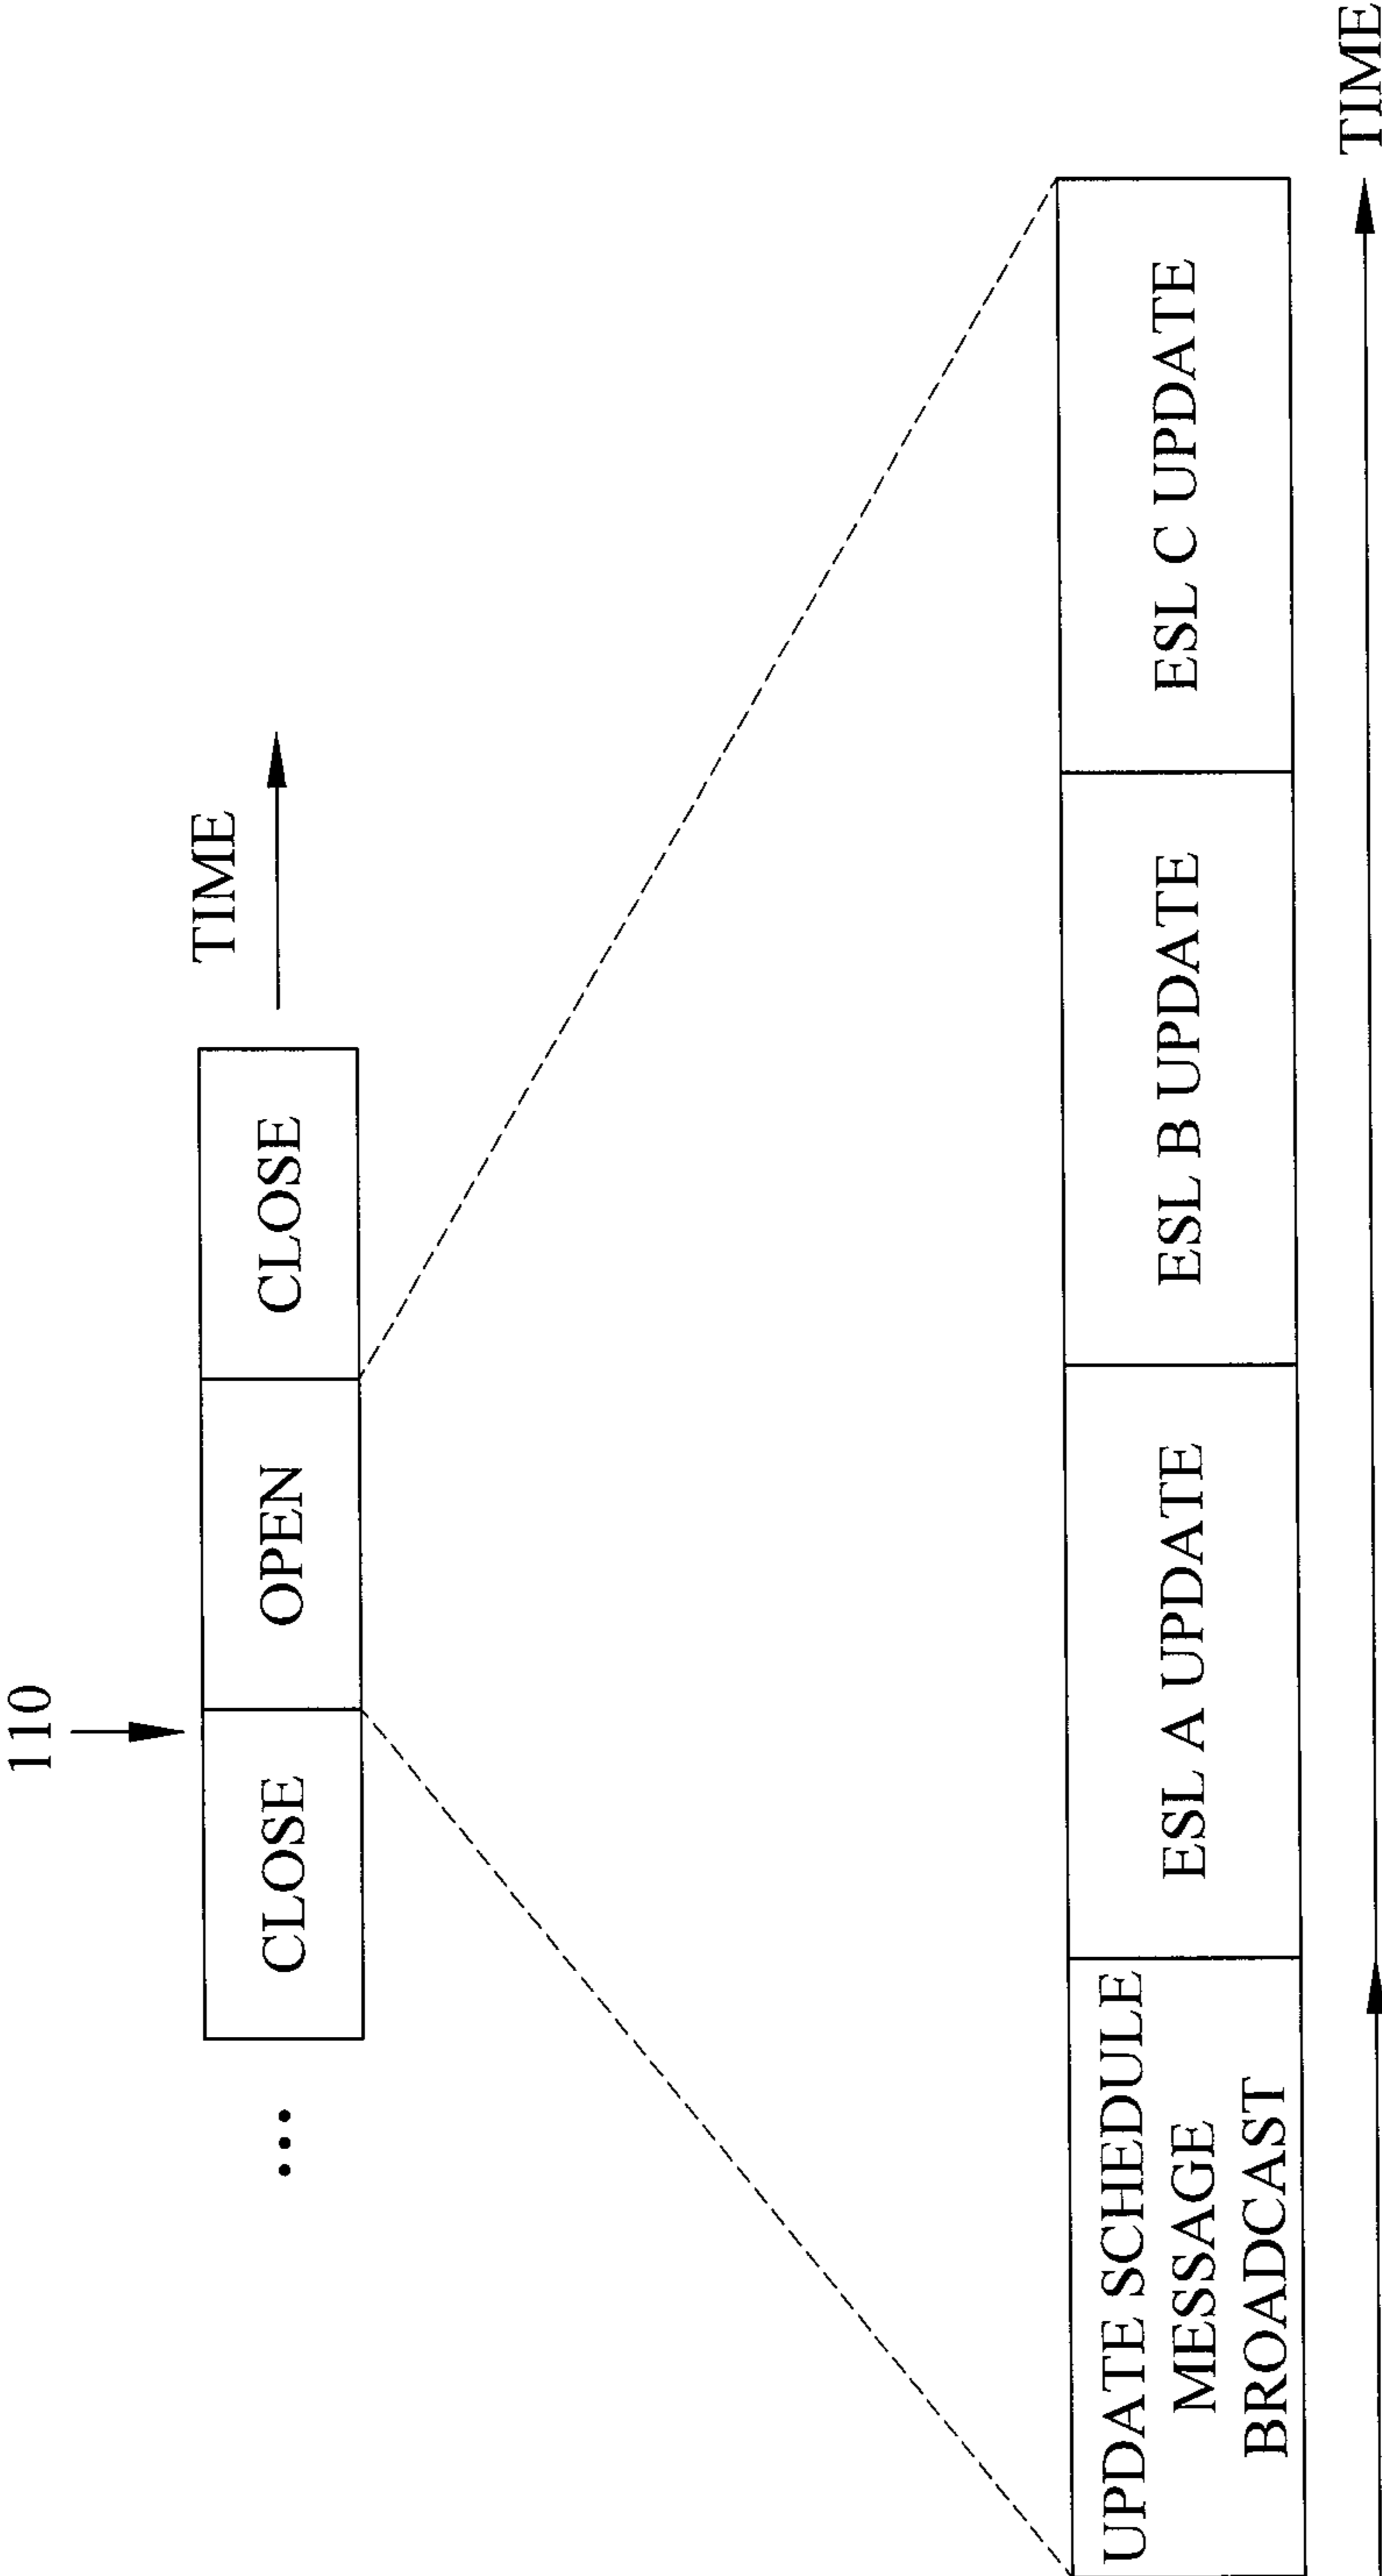 110
... CLOSE OPEN CLOSE TIME
UPDATE SCHEDULE
MESSAGE
BROADCAST
ESL A UPDATE
ESL B UPDATE
ESL C UPDATE
TIME